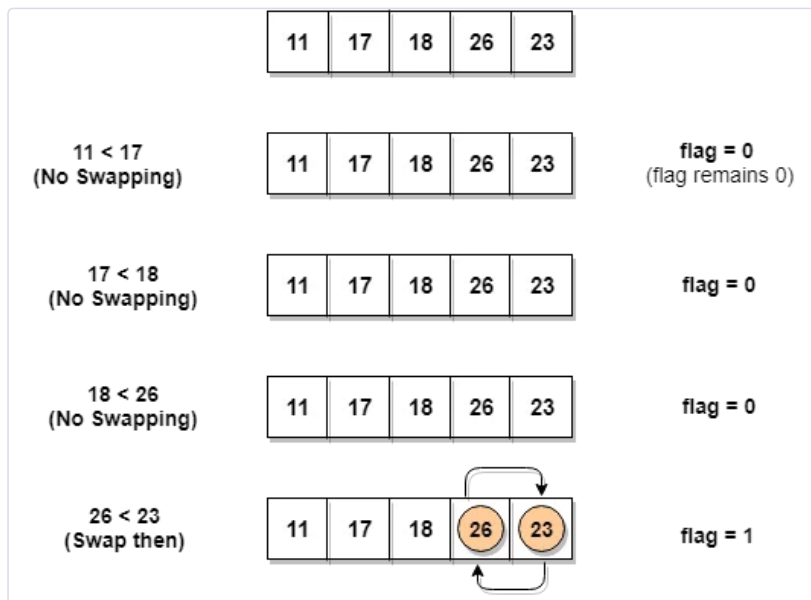 11 17 18 26 23
11 < 17
(No Swapping)
11 17 18 26 23
flag = 0
(flag remains 0)
17 < 18
(No Swapping)
11 17 18 26 23
flag = 0
18 < 26
(No Swapping)
11 17 18 26 23
flag = 0
26 < 23
(Swap then)
11 17 18 26 23
flag = 1